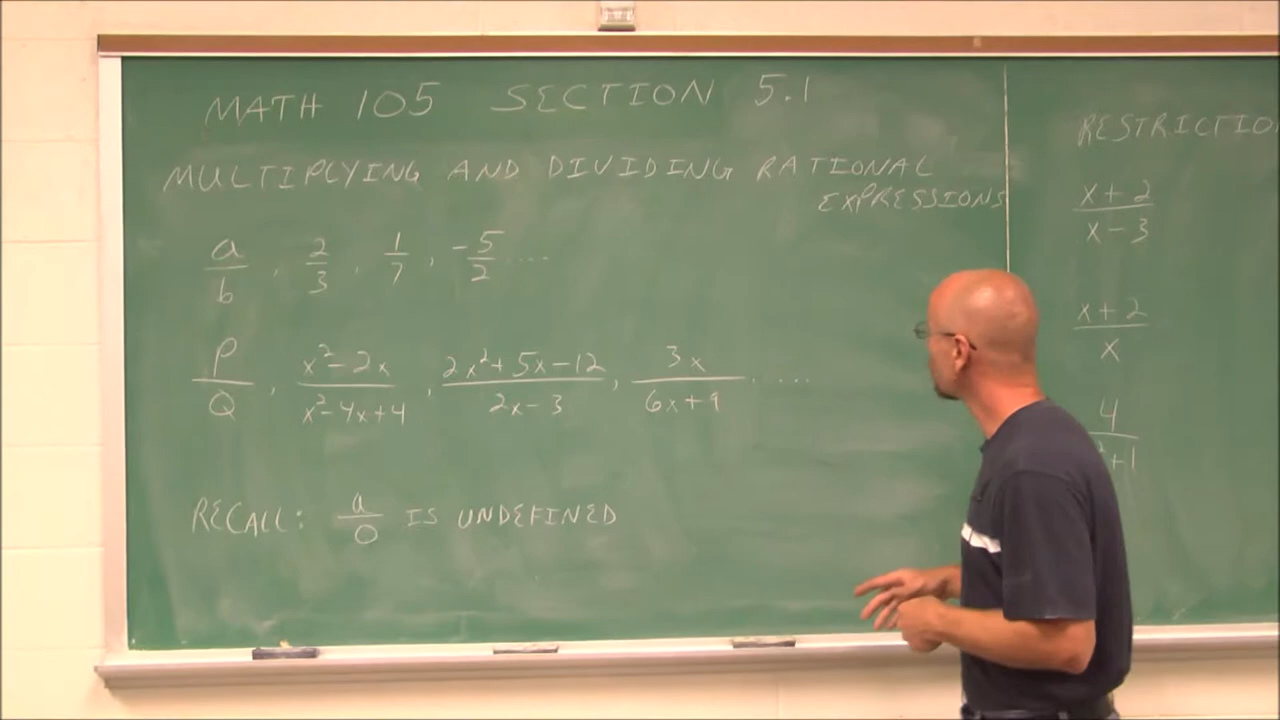 MATH 105 SECTION 5.1
MULTIPLYING AND DIVIDING RATIONAL
EXPRESSIONS
a/b, 2/3, 1/7, -5/2 ....
P/Q, (x²-2x)/(x²-4x+4), (2x²+5x-12)/(2x-3), 3x/(6x+9) ....
RECALL: a/0 IS UNDEFINED
RESTRICTIO
(x+2)/(x-3)
(x+2)/x
4
²+1